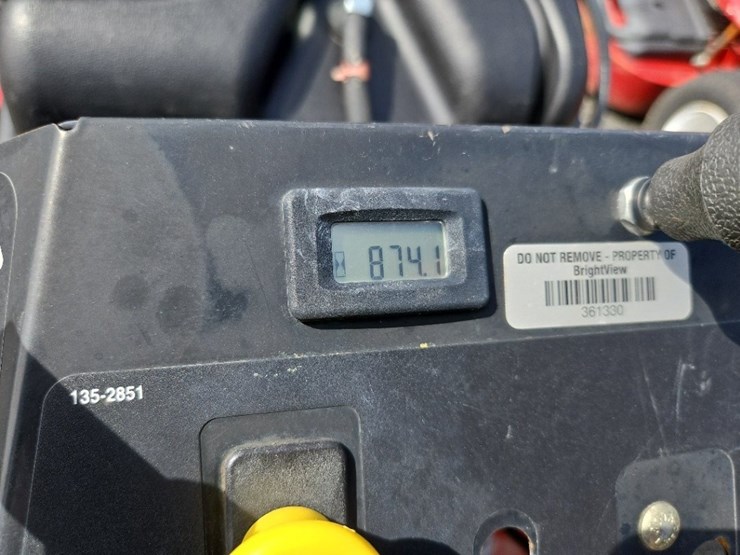 874.1
DO NOT REMOVE - PROPERTY OF
BrightView
361330
135-2851